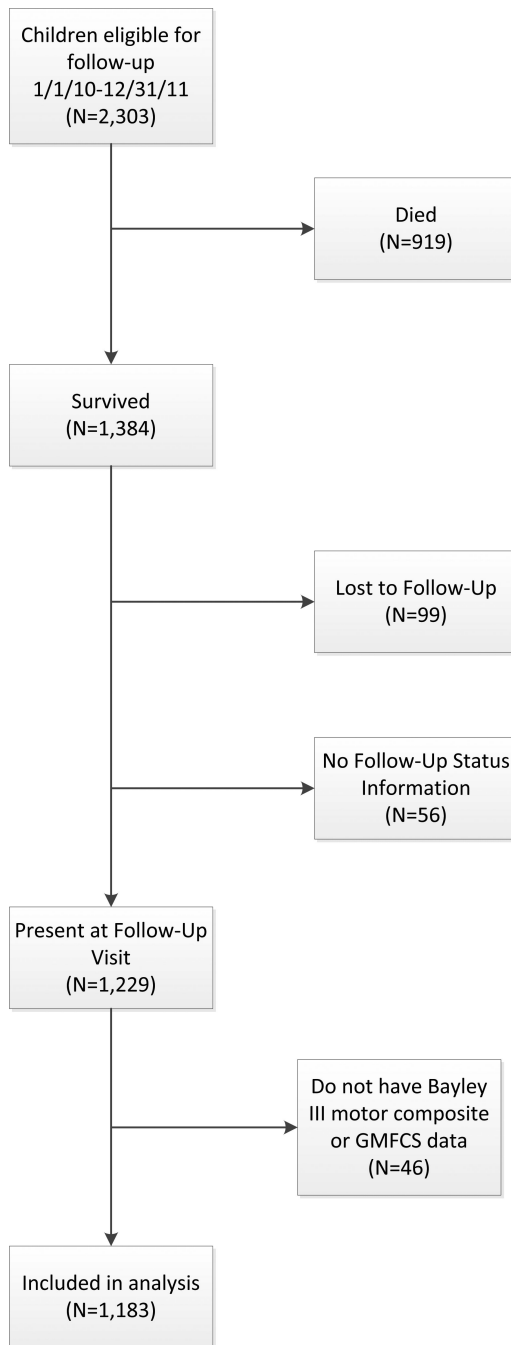 Children eligible for
follow-up
1/1/10-12/31/11
(N=2,303)
Died
(N=919)
Survived
(N=1,384)
Lost to Follow-Up
(N=99)
No Follow-Up Status
Information
(N=56)
Present at Follow-Up
Visit
(N=1,229)
Do not have Bayley
III motor composite
or GMFCS data
(N=46)
Included in analysis
(N=1,183)